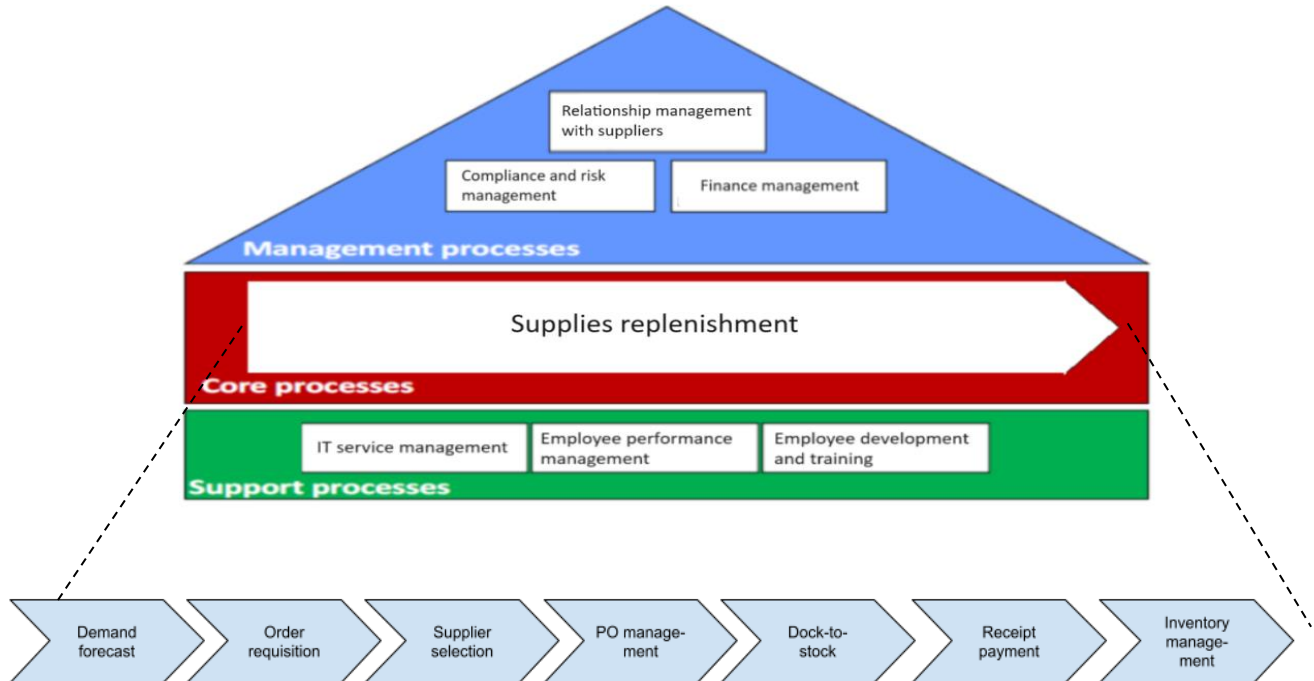 Relationship management
with suppliers
Compliance and risk
management
Finance management
Management processes
Supplies replenishment
Core processes
IT service management
Employee performance
management
Employee development
and training
Support processes
Demand
forecast
Order
requisition
Supplier
selection
PO manage-
ment
Dock-to-
stock
Receipt
payment
Inventory
manage-
ment